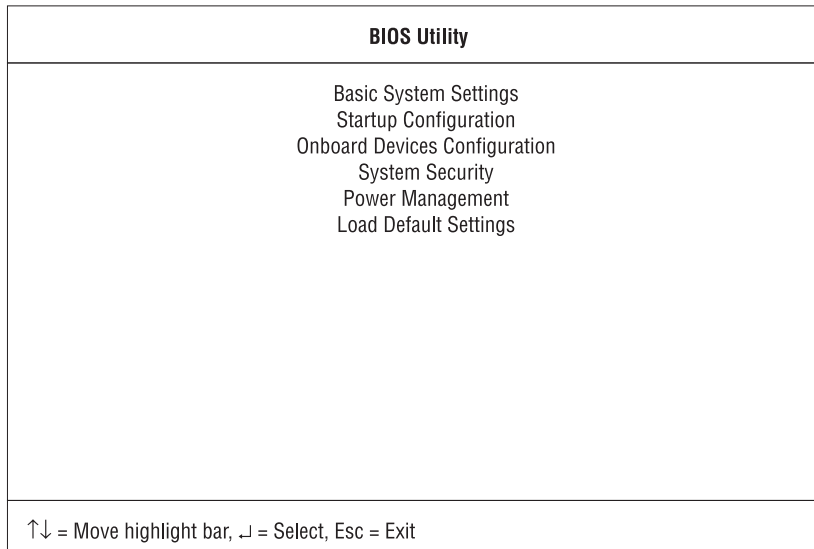 BIOS Utility
Basic System Settings
Startup Configuration
Onboard Devices Configuration
System Security
Power Management
Load Default Settings
↑↓ = Move highlight bar, ↵ = Select, Esc = Exit